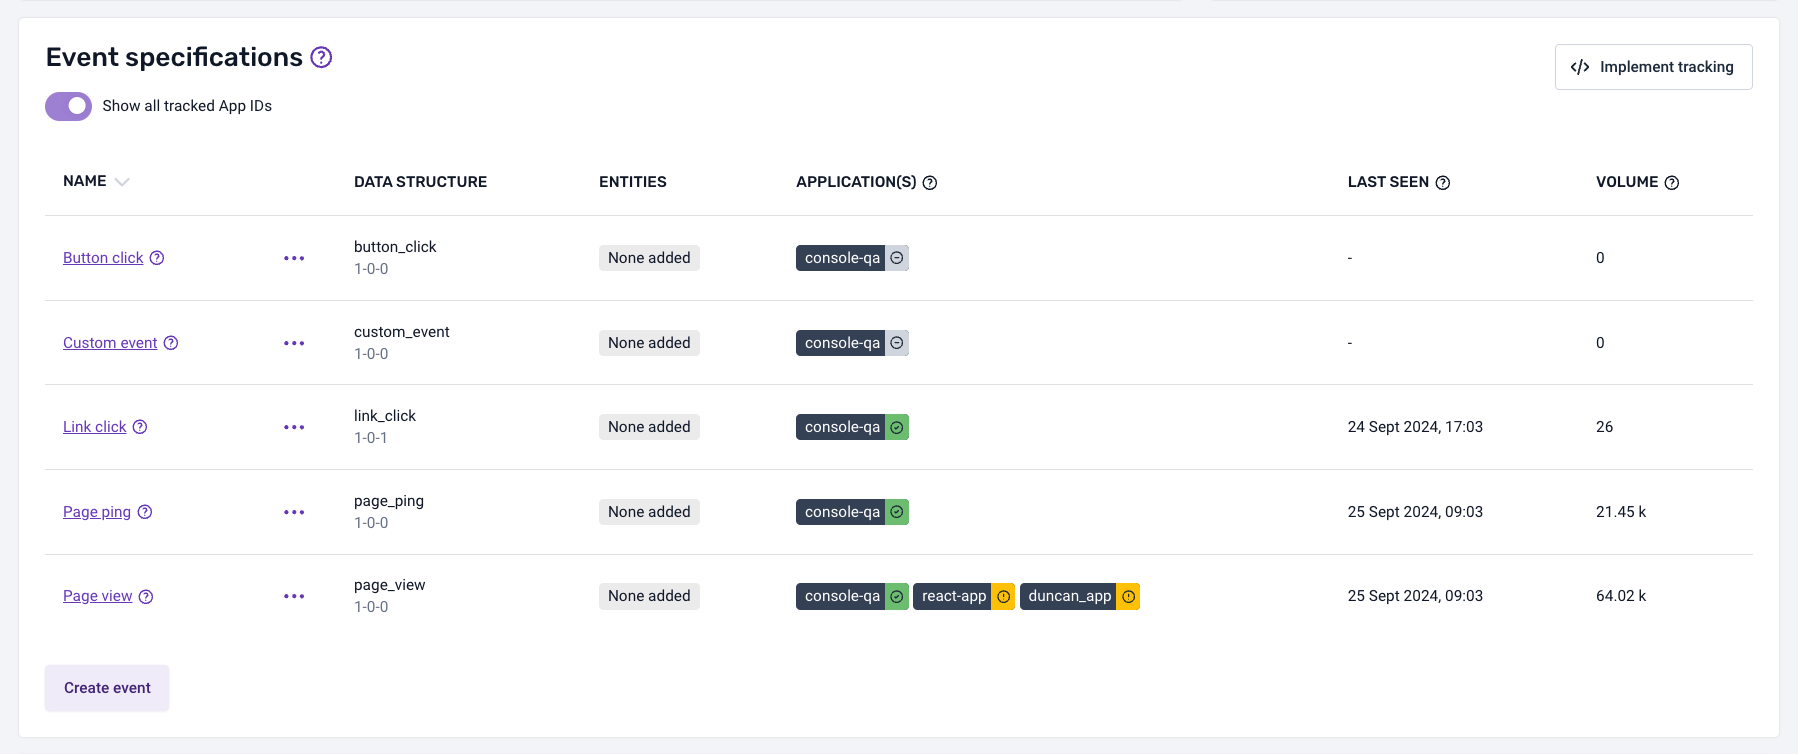 Event specifications
Implement tracking
Show all tracked App IDs
NAME DATA STRUCTURE ENTITIES APPLICATION(S) LAST SEEN VOLUME
Button click button_click None added console-qa - 0
1-0-0
Custom event custom_event None added console-qa - 0
1-0-0
Link click link_click None added console-qa 24 Sept 2024, 17:03 26
1-0-1
Page ping page_ping None added console-qa 25 Sept 2024, 09:03 21.45 k
1-0-0
Page view page_view None added console-qa react-app duncan_app 25 Sept 2024, 09:03 64.02 k
1-0-0
Create event